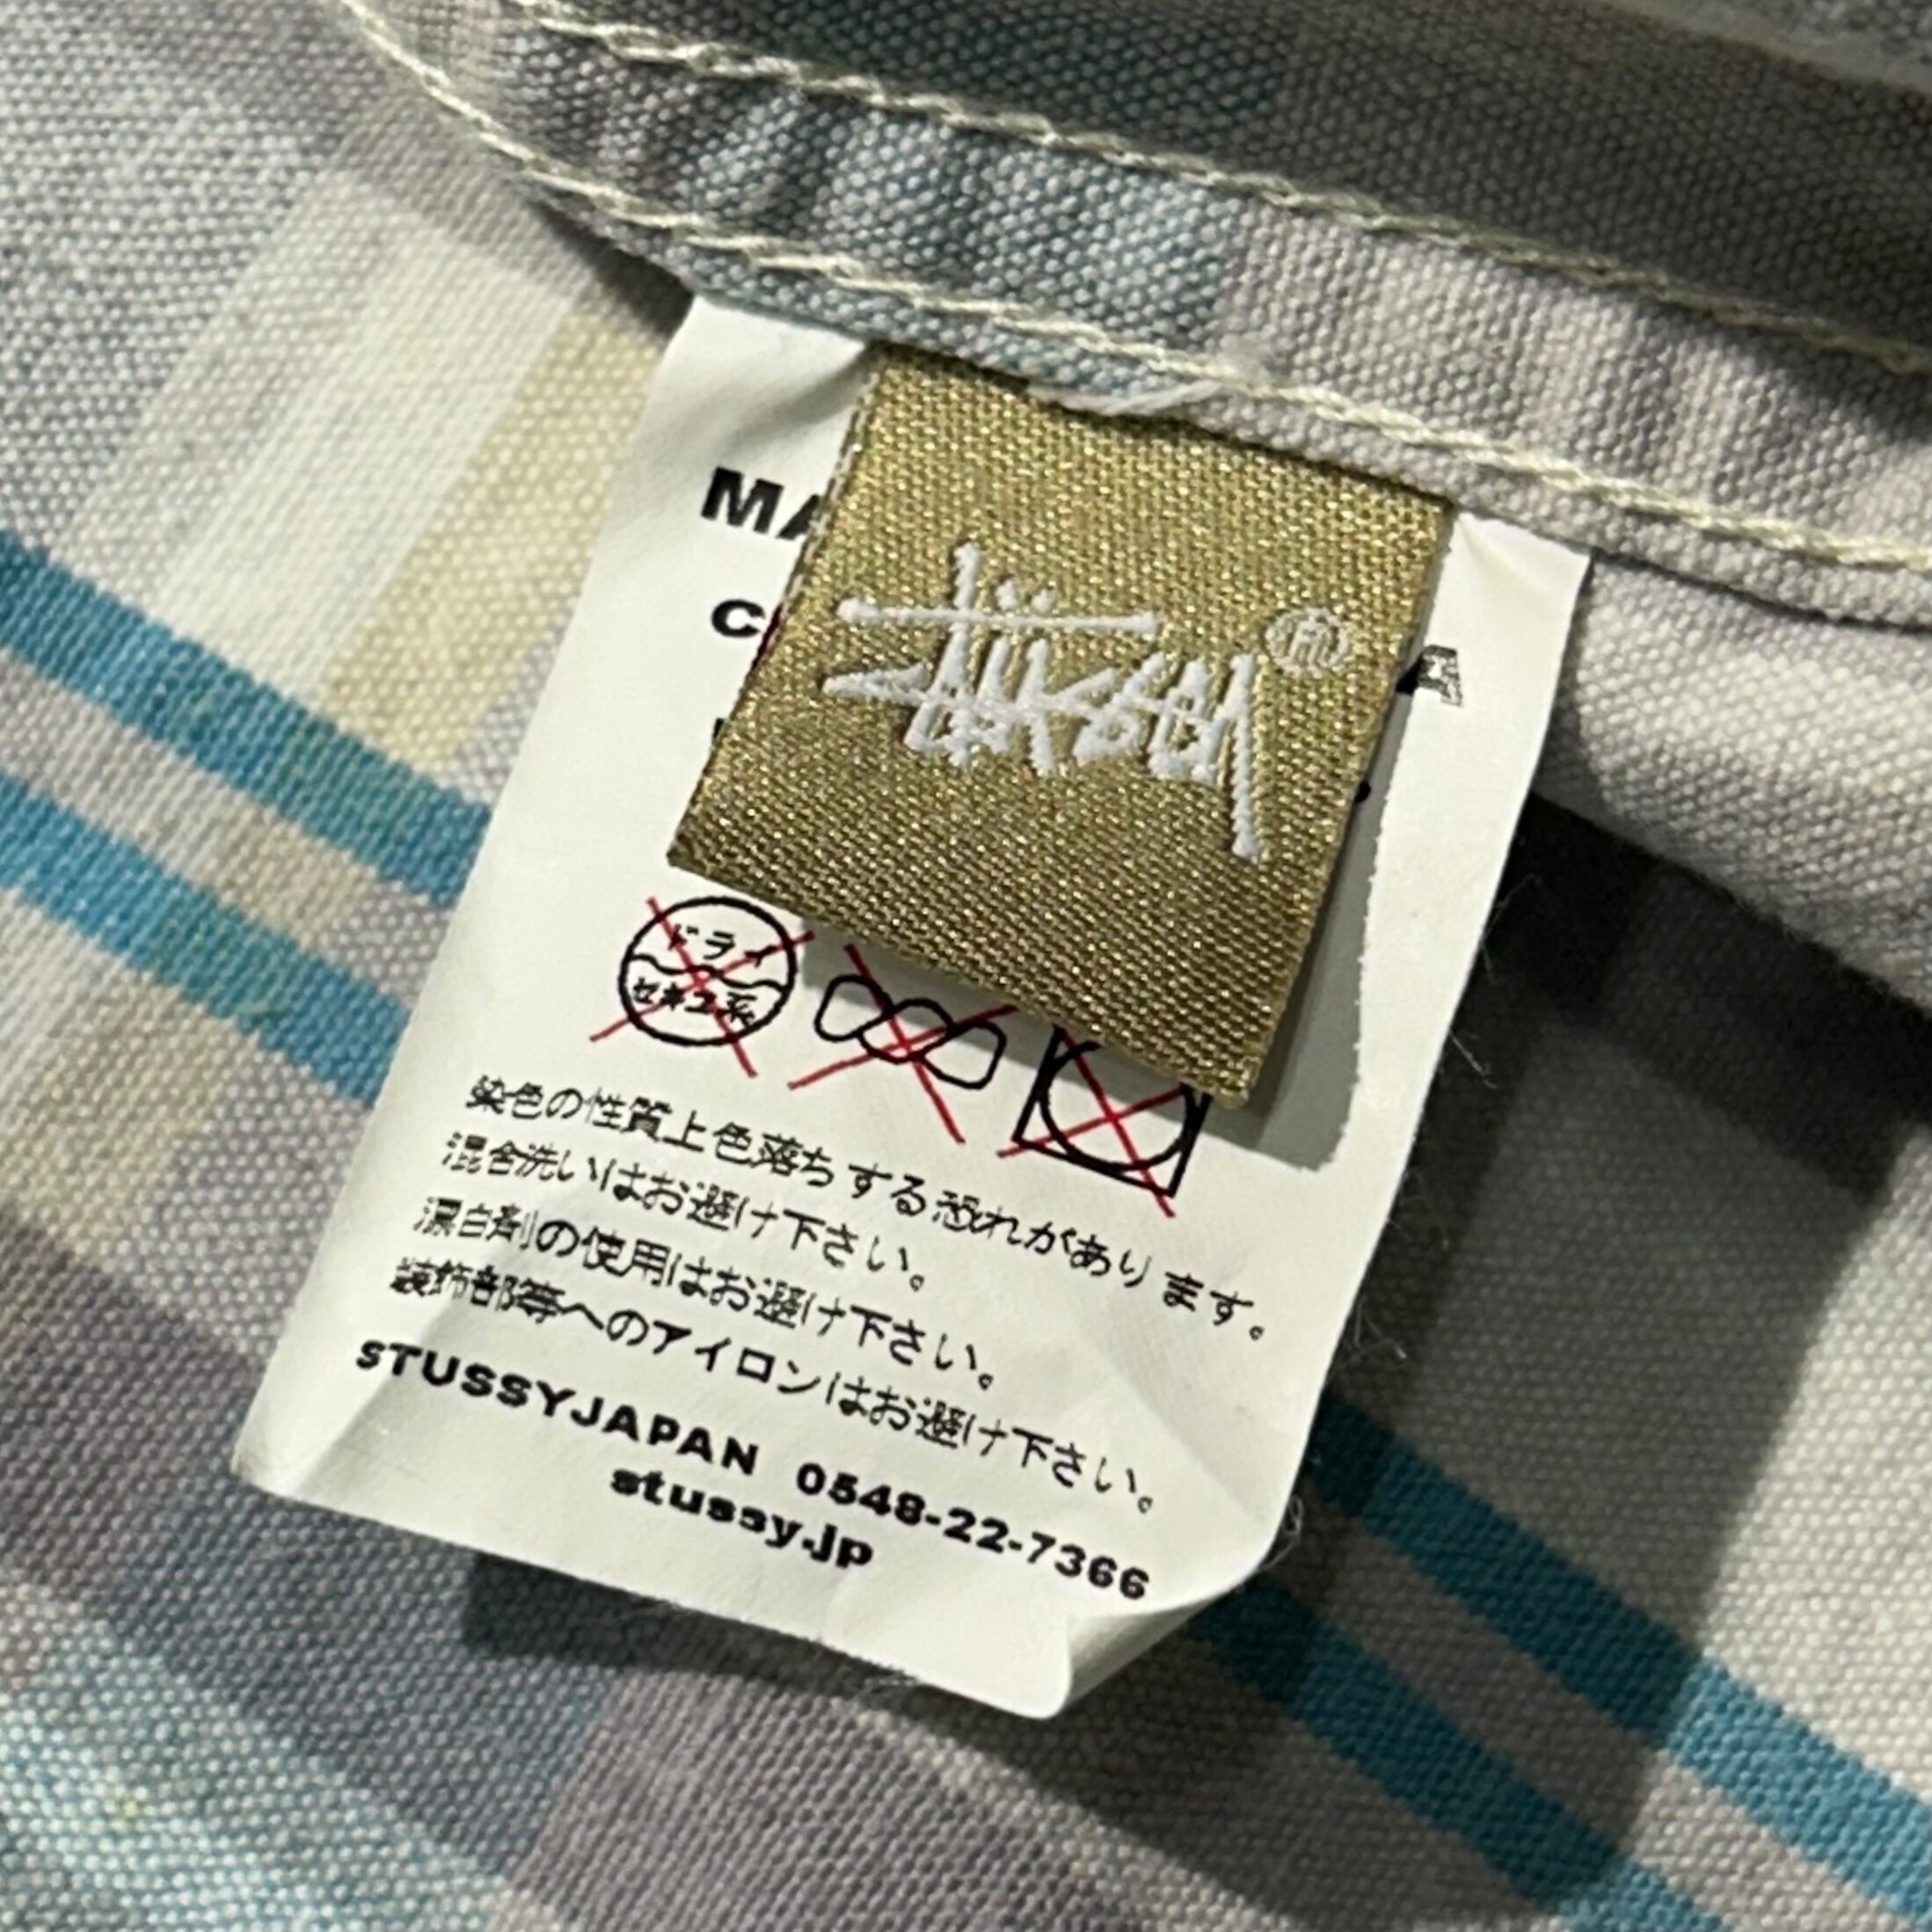 MA
C
Stüssy
®
ドライ
セキユ系
染色の性質上色落ちする恐れがあります。
混合洗いはお避け下さい。
漂白剤の使用はお避け下さい。
装飾部等へのアイロンはお避け下さい。
STUSSYJAPAN 0548-22-7366
stussy.jp